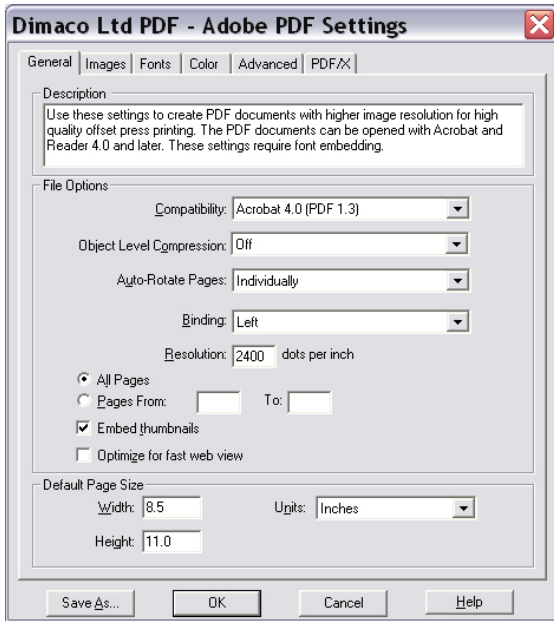 Dimaco Ltd PDF - Adobe PDF Settings
General Images Fonts Color Advanced PDF/X
Description
Use these settings to create PDF documents with higher image resolution for high
quality offset press printing. The PDF documents can be opened with Acrobat and
Reader 4.0 and later. These settings require font embedding.
File Options
Compatibility: Acrobat 4.0 (PDF 1.3)
Object Level Compression: Off
Auto-Rotate Pages: Individually
Binding: Left
Resolution: 2400 dots per inch
All Pages
Pages From: To:
Embed thumbnails
Optimize for fast web view
Default Page Size
Width: 8.5 Units: Inches
Height: 11.0
Save As... OK Cancel Help